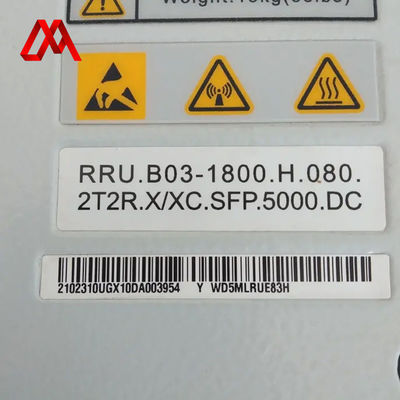 RRU.B03-1800.H.080.
2T2R.X/XC.SFP.5000.DC
2102310UGX10DA003954 Y WD5MLRUE83H